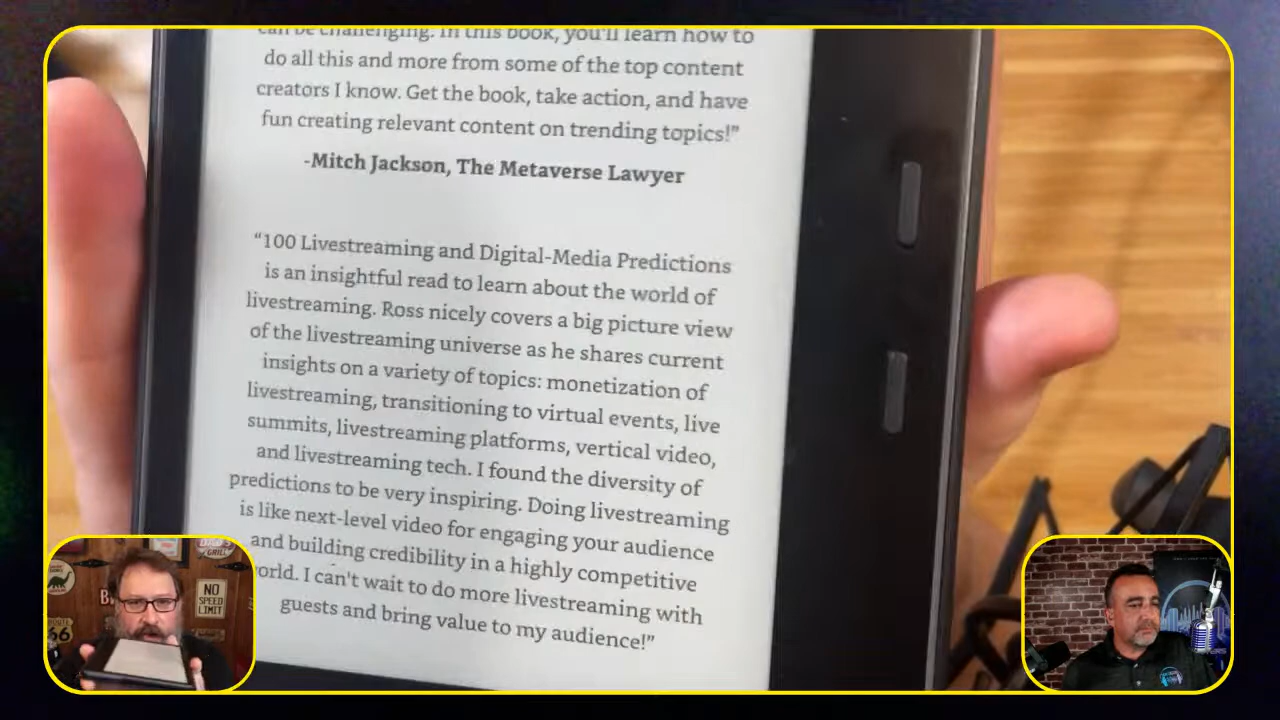 can be challenging. In this book, you'll learn how to
do all this and more from some of the top content
creators I know. Get the book, take action, and have
fun creating relevant content on trending topics!”
-Mitch Jackson, The Metaverse Lawyer
“100 Livestreaming and Digital-Media Predictions
is an insightful read to learn about the world of
livestreaming. Ross nicely covers a big picture view
of the livestreaming universe as he shares current
insights on a variety of topics: monetization of
livestreaming, transitioning to virtual events, live
summits, livestreaming platforms, vertical video,
and livestreaming tech. I found the diversity of
predictions to be very inspiring. Doing livestreaming
is like next-level video for engaging your audience
and building credibility in a highly competitive
world. I can't wait to do more livestreaming with
guests and bring value to my audience!”
NO
SPEED
LIMIT
66
GRILL